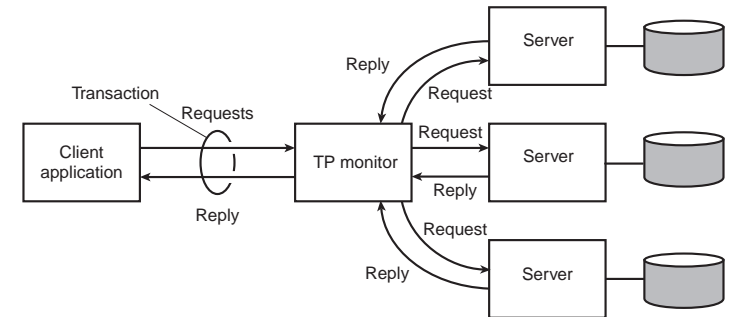 Server
Reply
Transaction
Request
Requests
Request
Client
application
TP monitor
Server
Reply
Reply
Request
Reply
Server